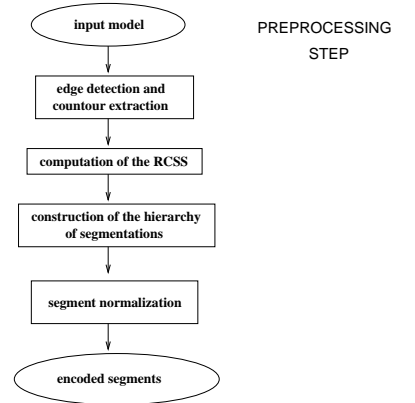 input model
PREPROCESSING
STEP
edge detection and
countour extraction
computation of the RCSS
construction of the hierarchy
of segmentations
segment normalization
encoded segments